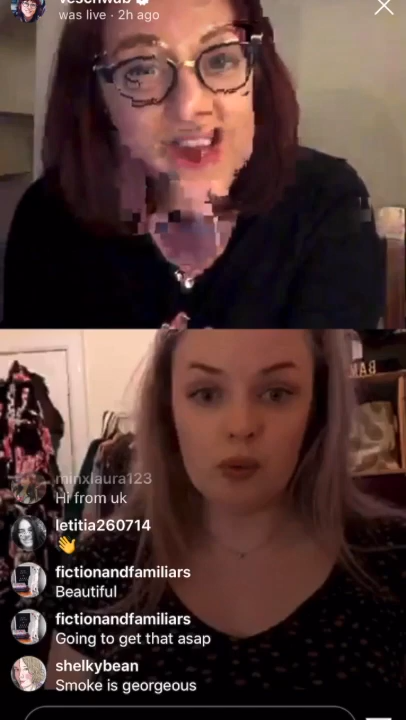 was live · 2h ago
minxlaura123
Hi from uk
letitia260714
👋
fictionandfamiliars
Beautiful
fictionandfamiliars
Going to get that asap
shelkybean
Smoke is georgeous